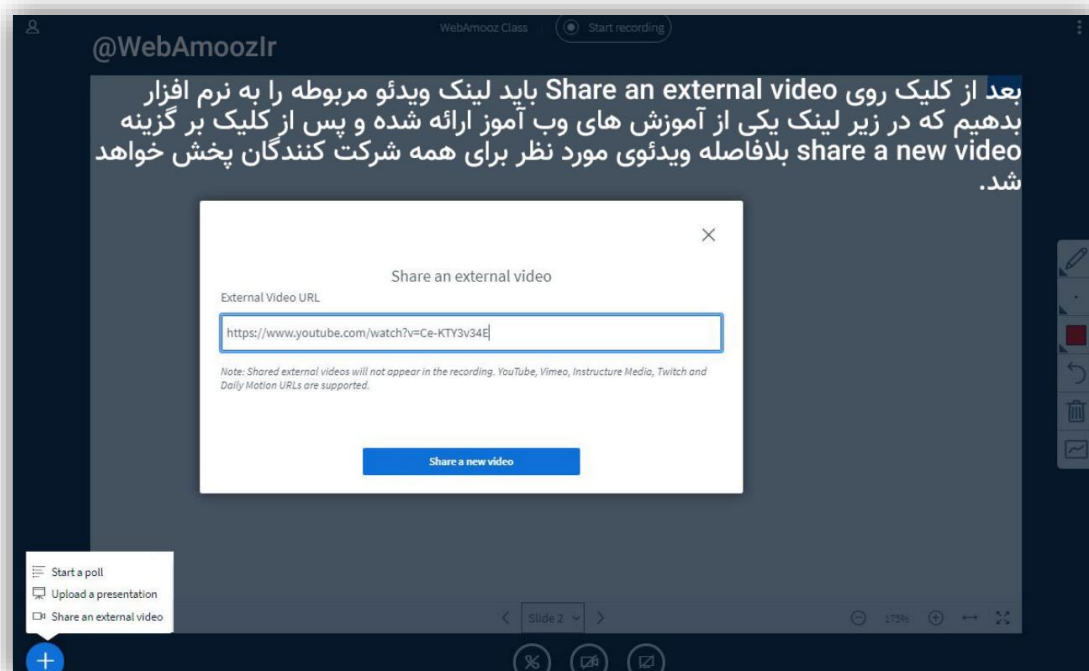 WebAmooz Class
Start recording
@WebAmoozIr
بعد از کلیک روی Share an external video باید لینک ویدئو مربوطه را به نرم افزار
بدهیم که در زیر لینک یکی از آموزش های وب آموز ارائه شده و پس از کلیک بر گزینه
share a new video بلافاصله ویدئوی مورد نظر برای همه شرکت کنندگان پخش خواهد
شد.
Share an external video
External Video URL
https://www.youtube.com/watch?v=Ce-KTY3v34E
Note: Shared external videos will not appear in the recording. YouTube, Vimeo, Instructure Media, Twitch and
Daily Motion URLs are supported.
Share a new video
Start a poll
Upload a presentation
Share an external video
Slide 2
175%